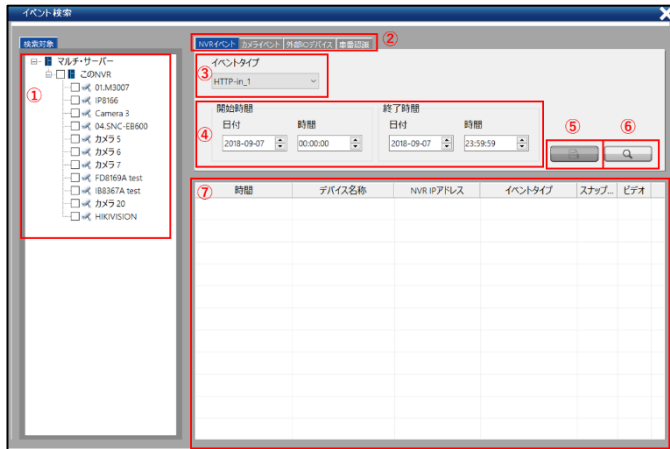 イベント検索
検索対象
①
マルチ・サーバー
このNVR
01.M3007
IP8166
Camera 3
04.SNC-EB600
カメラ 5
カメラ 6
カメラ 7
FD8169A test
IB8367A test
カメラ 20
HIKIVISION
NVRイベント カメライベント 外部IOデバイス 車番認識 ②
③ イベントタイプ
HTTP-in_1
④ 開始時間 終了時間
日付 時間 日付 時間
2018-09-07 00:00:00 2018-09-07 23:59:59
⑤ ⑥
⑦ 時間 デバイス名称 NVR IPアドレス イベントタイプ スナップ... ビデオ